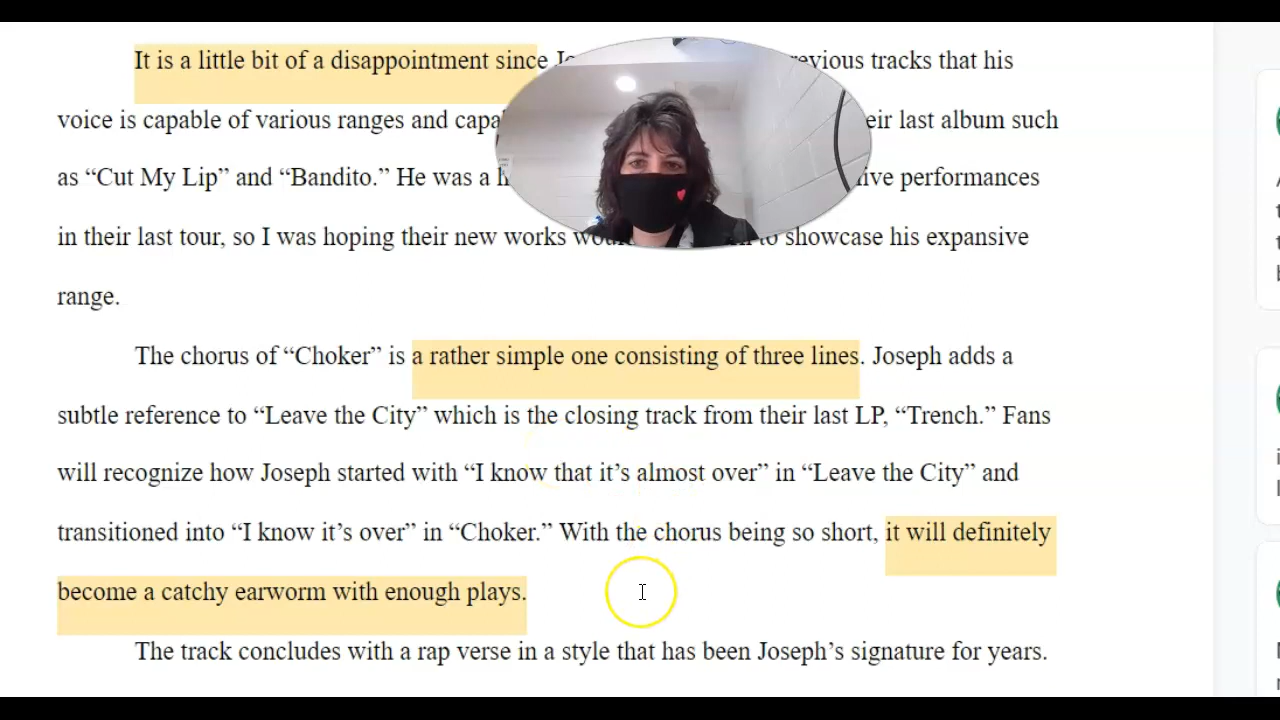 It is a little bit of a disappointment since revious tracks that his
voice is capable of various ranges and capa eir last album such
as “Cut My Lip” and “Bandito.” He was a h ive performances
in their last tour, so I was hoping their new works wou to showcase his expansive
range.
The chorus of “Choker” is a rather simple one consisting of three lines. Joseph adds a
subtle reference to “Leave the City” which is the closing track from their last LP, “Trench.” Fans
will recognize how Joseph started with “I know that it’s almost over” in “Leave the City” and
transitioned into “I know it’s over” in “Choker.” With the chorus being so short, it will definitely
become a catchy earworm with enough plays.
The track concludes with a rap verse in a style that has been Joseph’s signature for years.